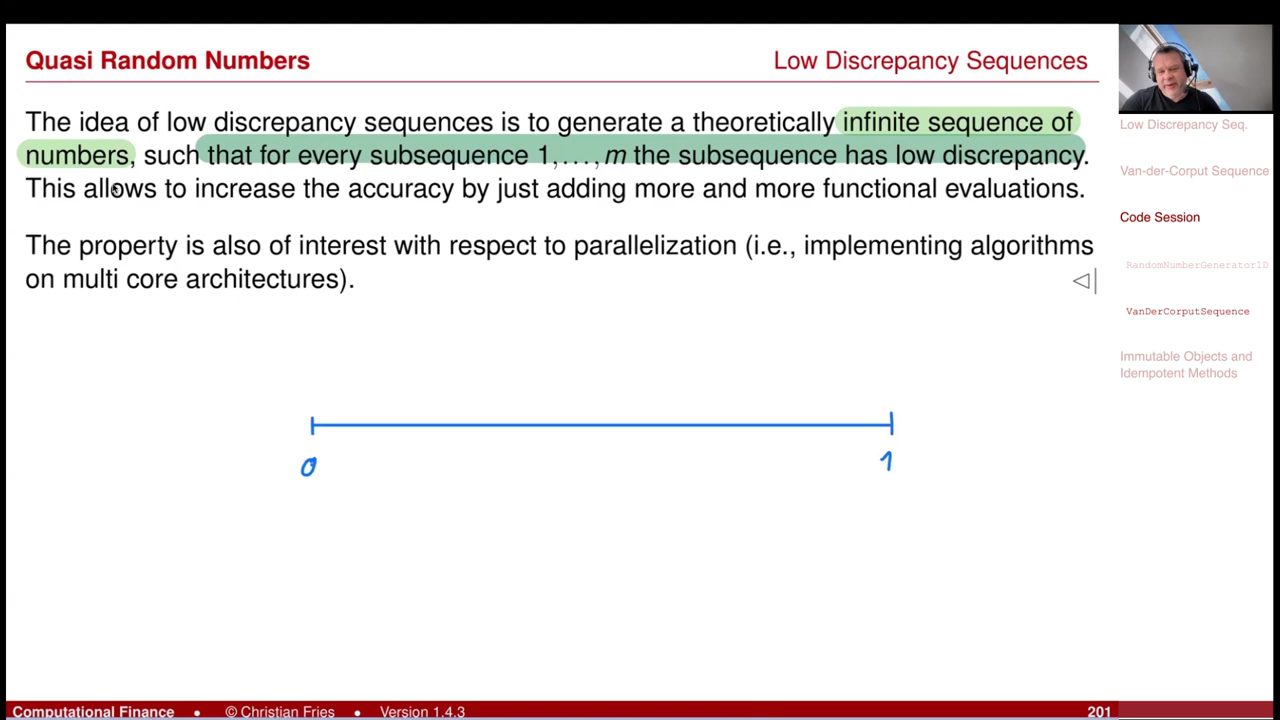 Quasi Random Numbers
Low Discrepancy Sequences
The idea of low discrepancy sequences is to generate a theoretically infinite sequence of
numbers, such that for every subsequence 1,...,m the subsequence has low discrepancy.
This allows to increase the accuracy by just adding more and more functional evaluations.
The property is also of interest with respect to parallelization (i.e., implementing algorithms
on multi core architectures).
0
1
Low Discrepancy Seq.
Van-der-Corput Sequence
Code Session
RandomNumberGenerator1D
VanDerCorputSequence
Immutable Objects and
Idempotent Methods
Computational Finance • © Christian Fries • Version 1.4.3
201